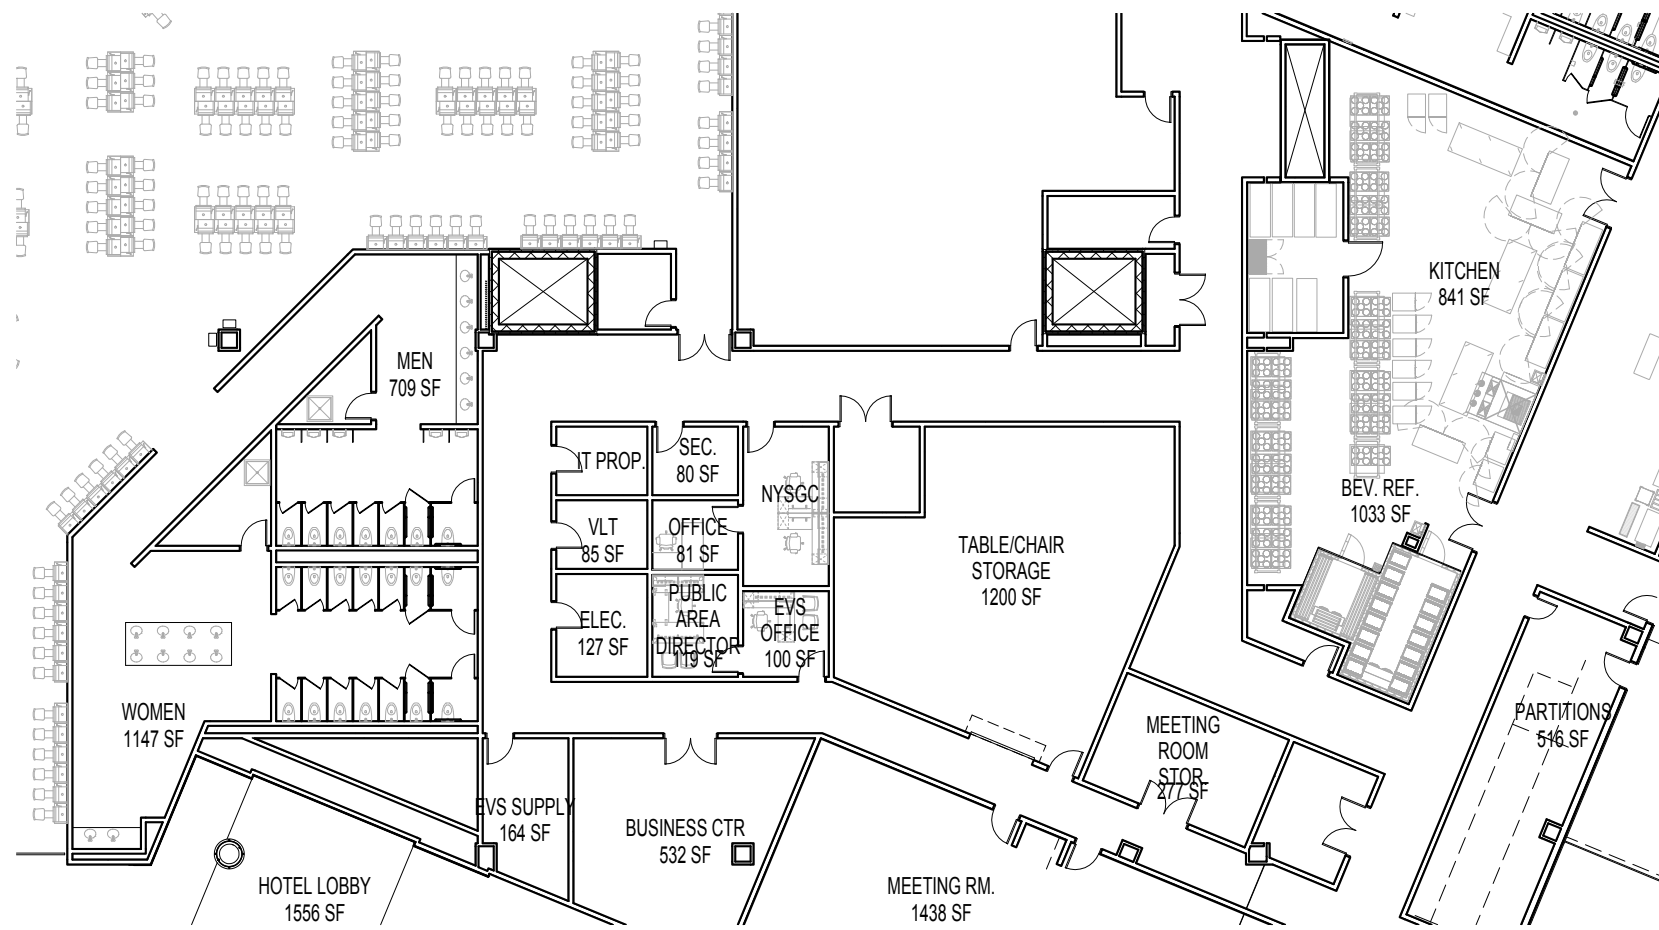 KITCHEN
841 SF
MEN
709 SF
SEC.
80 SF
IT PROP.
NYSGC
BEV. REF.
1033 SF
VLT
85 SF
OFFICE
81 SF
TABLE/CHAIR
STORAGE
1200 SF
PUBLIC
AREA
DIRECTOR
119 SF
EVS
OFFICE
100 SF
ELEC.
127 SF
WOMEN
1147 SF
MEETING
ROOM
STOR.
277 SF
PARTITIONS
516 SF
EVS SUPPLY
164 SF
BUSINESS CTR
532 SF
HOTEL LOBBY
1556 SF
MEETING RM.
1438 SF